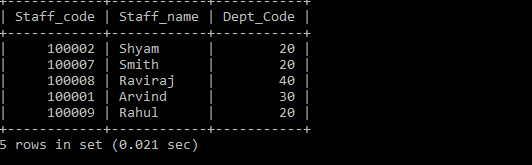 +------------+------------+-----------+
| Staff_code | Staff_name | Dept_Code |
+------------+------------+-----------+
|     100002 | Shyam      |        20 |
|     100007 | Smith      |        20 |
|     100008 | Raviraj    |        40 |
|     100001 | Arvind     |        30 |
|     100009 | Rahul      |        20 |
+------------+------------+-----------+
5 rows in set (0.021 sec)